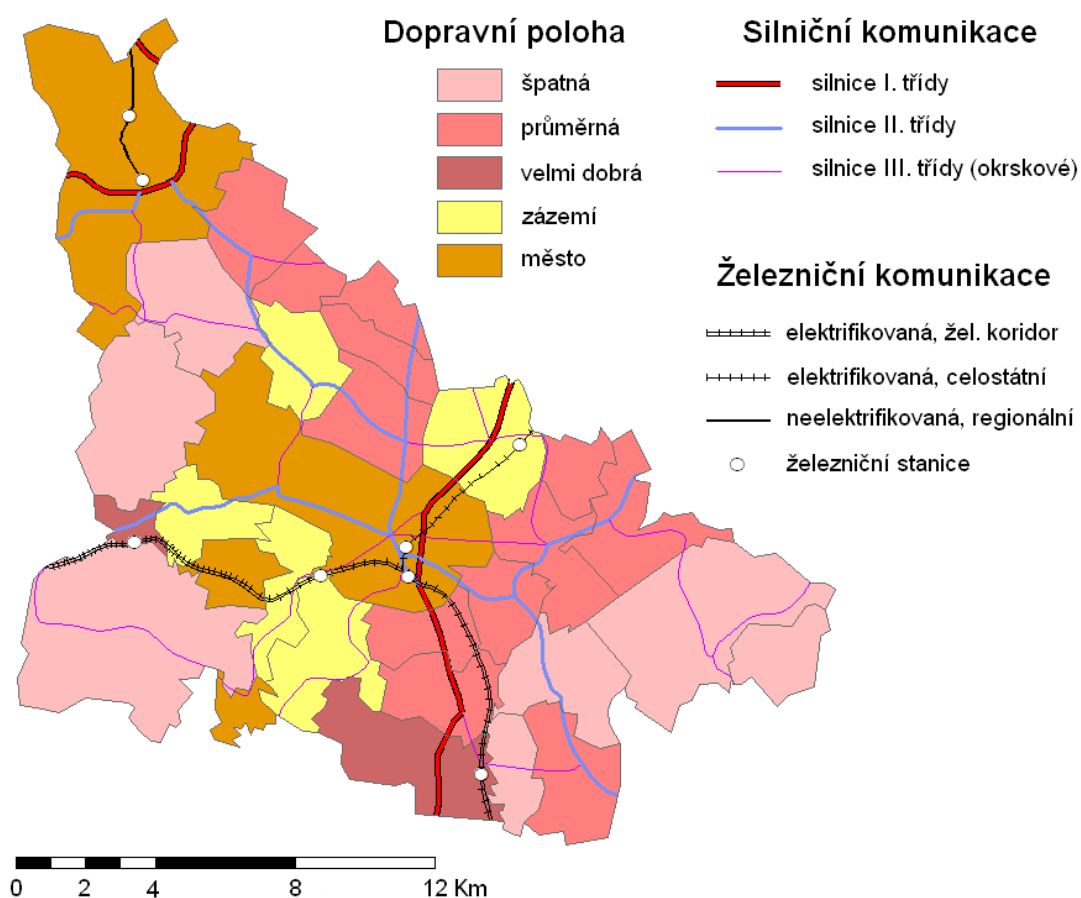 Dopravní poloha
špatná
průměrná
velmi dobrá
zázemí
město
Silniční komunikace
silnice I. třídy
silnice II. třídy
silnice III. třídy (okrskové)
Železniční komunikace
elektrifikovaná, žel. koridor
elektrifikovaná, celostátní
neelektrifikovaná, regionální
železniční stanice
0 2 4 8 12 Km